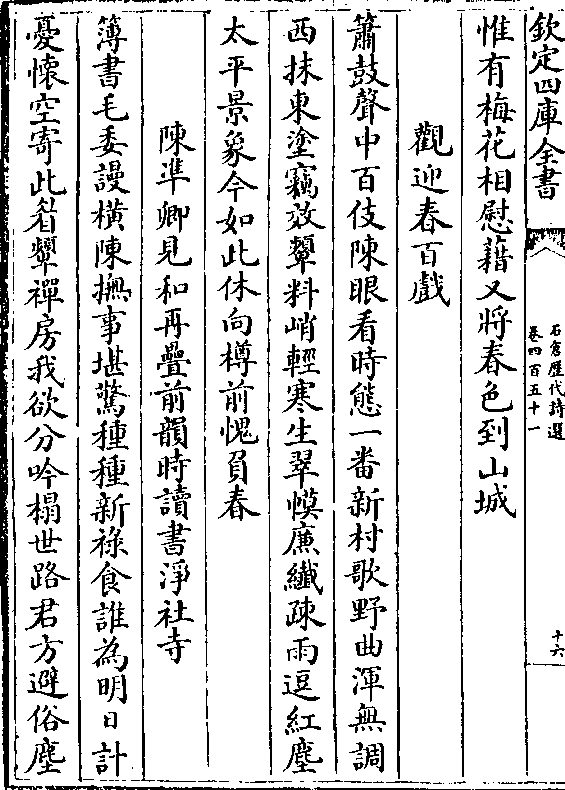 欽定四庫全書
石倉歷代詩選
卷四百五十一
十六
惟有梅花相慰藉又將春色到山城
觀迎春百戲
簫鼓聲中百伎陳眼看時態一番新村歌野曲渾無調
西抹東塗竊效顰料峭輕寒生翠幙廉纖疎雨逗紅塵
太平景象今如此休向樽前愧負春
陳凖卿見和再疊前韻時讀書淨社寺
簿書毛委謾橫陳撫事堪驚種種新祿食誰為明日計
憂懷空寄此眉顰禪房我欲分吟榻世路君方避俗塵